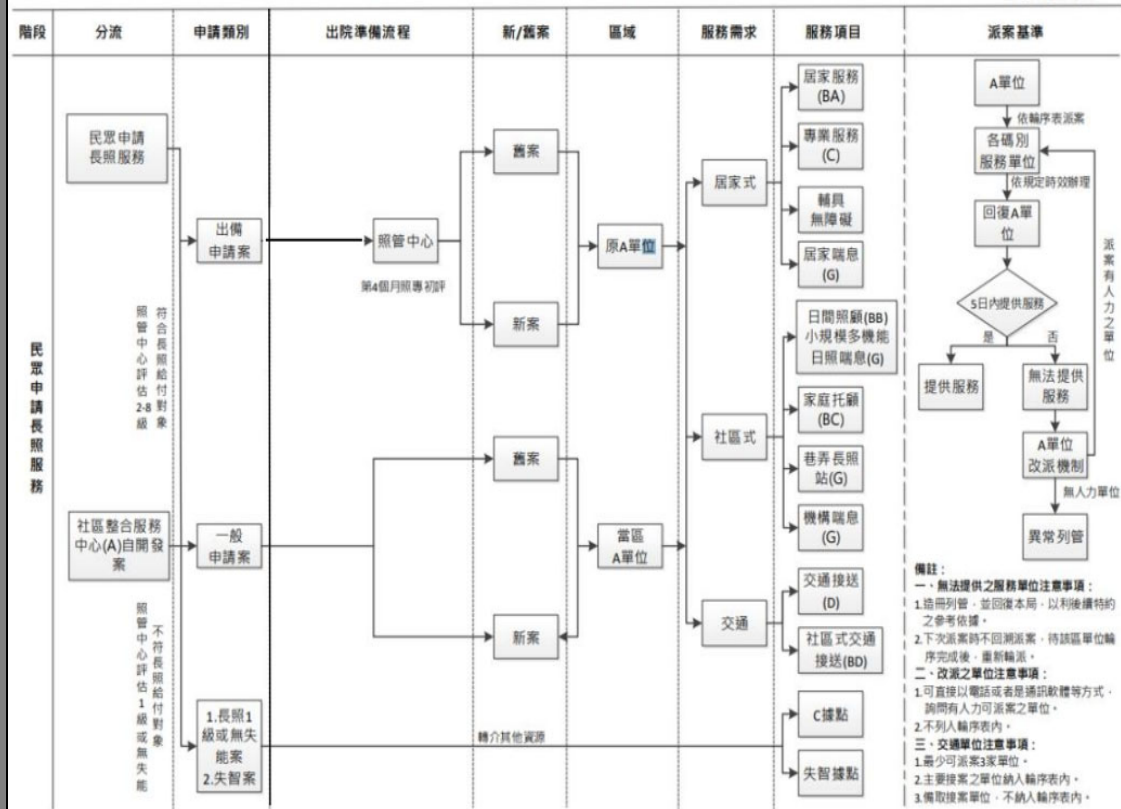 階段
分流
申請類別
出院準備流程
新/舊案
區域
服務需求
服務項目
派案基準
民眾申請長照服務
民眾申請
長照服務
社區整合服務
中心(A)自開發
案
符合長照給付對象
照管中心評估2-8級
不符長照給付對象
照管中心評估1級或無失能
出備
申請案
一般
申請案
1.長照1
級或無失
能案
2.失智案
照管中心
第4個月照專初評
轉介其他資源
舊案
新案
舊案
新案
原A單位
當區
A單位
居家式
社區式
交通
居家服務
(BA)
專業服務
(C)
輔具
無障礙
居家喘息
(G)
日間照顧(BB)
小規模多機能
日照喘息(G)
家庭托顧
(BC)
巷弄長照
站(G)
機構喘息
(G)
交通接送
(D)
社區式交通
接送(BD)
C據點
失智據點
A單位
依輪序表派案
各碼別
服務單位
依規定時效辦理
回復A單
位
5日內提供服務
是
否
提供服務
無法提供
服務
A單位
改派機制
派案有人力之單位
無人力單位
異常列管
備註：
一、無法提供之服務單位注意事項：
1.造冊列管，並回復本局，以利後續特約
之參考依據。
2.下次派案時不回溯派案，待該區單位輪
序完成後，重新輪派。
二、改派之單位注意事項：
1.可直接以電話或者是通訊軟體等方式，
詢問有人力可派案之單位。
2.不列入輪序表內。
三、交通單位注意事項：
1.最少可派案3家單位。
2.主要接案之單位納入輪序表內。
3.備取接案單位，不納入輪序表內。